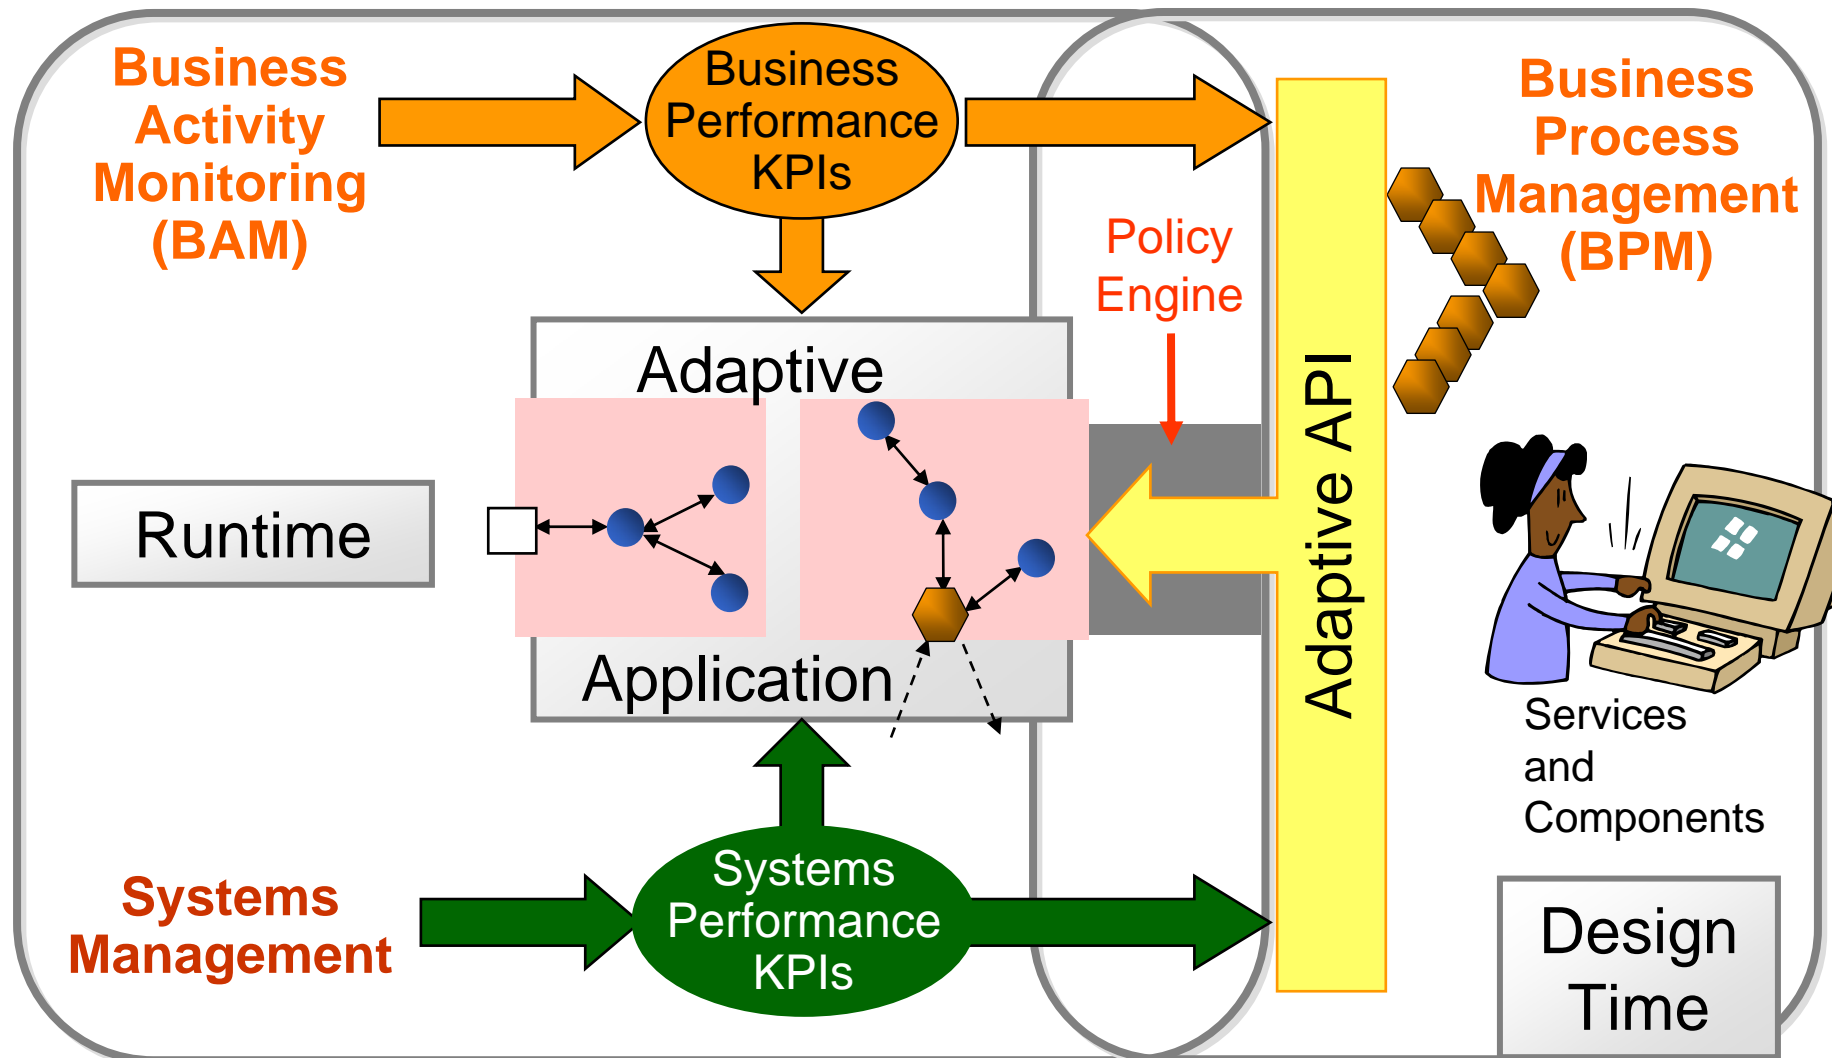 Business
Activity
Monitoring
(BAM)
Business
Performance
KPIs
Business
Process
Management
(BPM)
Policy
Engine
Adaptive
Application
Runtime
Adaptive API
Services
and
Components
Systems
Management
Systems
Performance
KPIs
Design
Time